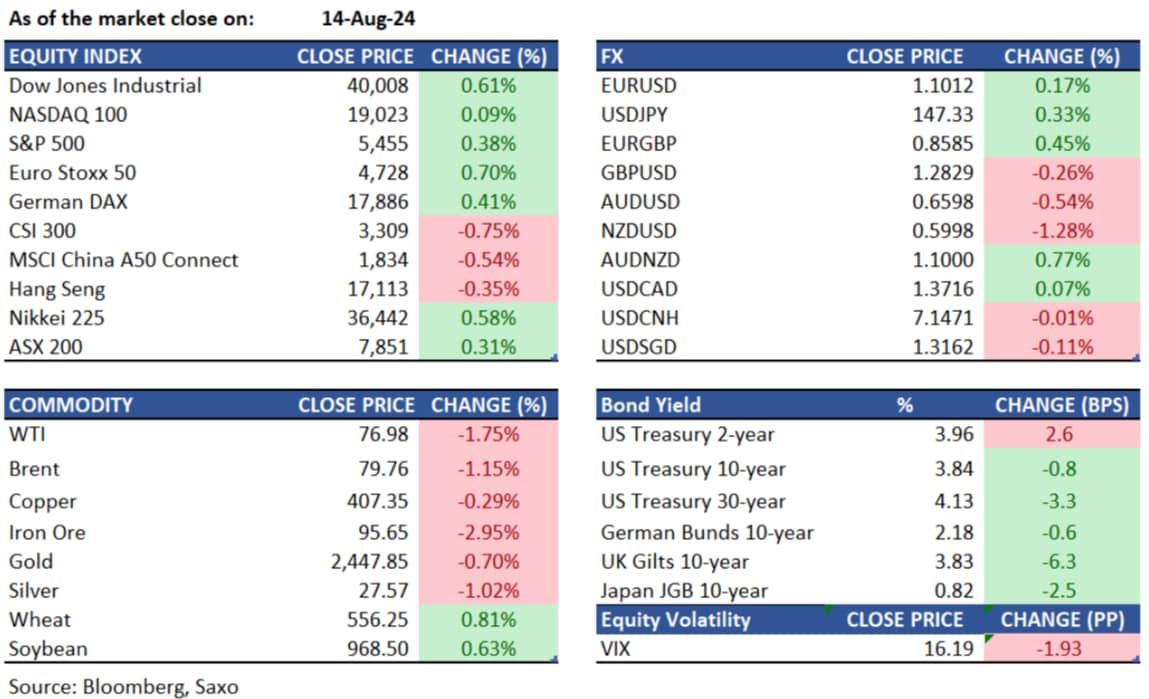 As of the market close on: 14-Aug-24
EQUITY INDEX CLOSE PRICE CHANGE (%)
Dow Jones Industrial 40,008 0.61%
NASDAQ 100 19,023 0.09%
S&P 500 5,455 0.38%
Euro Stoxx 50 4,728 0.70%
German DAX 17,886 0.41%
CSI 300 3,309 -0.75%
MSCI China A50 Connect 1,834 -0.54%
Hang Seng 17,113 -0.35%
Nikkei 225 36,442 0.58%
ASX 200 7,851 0.31%
FX CLOSE PRICE CHANGE (%)
EURUSD 1.1012 0.17%
USDJPY 147.33 0.33%
EURGBP 0.8585 0.45%
GBPUSD 1.2829 -0.26%
AUDUSD 0.6598 -0.54%
NZDUSD 0.5998 -1.28%
AUDNZD 1.1000 0.77%
USDCAD 1.3716 0.07%
USDCNH 7.1471 -0.01%
USDSGD 1.3162 -0.11%
COMMODITY CLOSE PRICE CHANGE (%)
WTI 76.98 -1.75%
Brent 79.76 -1.15%
Copper 407.35 -0.29%
Iron Ore 95.65 -2.95%
Gold 2,447.85 -0.70%
Silver 27.57 -1.02%
Wheat 556.25 0.81%
Soybean 968.50 0.63%
Bond Yield % CHANGE (BPS)
US Treasury 2-year 3.96 2.6
US Treasury 10-year 3.84 -0.8
US Treasury 30-year 4.13 -3.3
German Bunds 10-year 2.18 -0.6
UK Gilts 10-year 3.83 -6.3
Japan JGB 10-year 0.82 -2.5
Equity Volatility CLOSE PRICE CHANGE (PP)
VIX 16.19 -1.93
Source: Bloomberg, Saxo